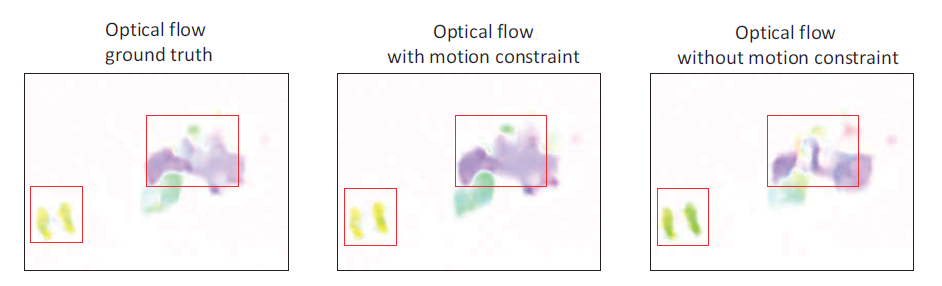 Optical flow
ground truth
Optical flow
with motion constraint
Optical flow
without motion constraint